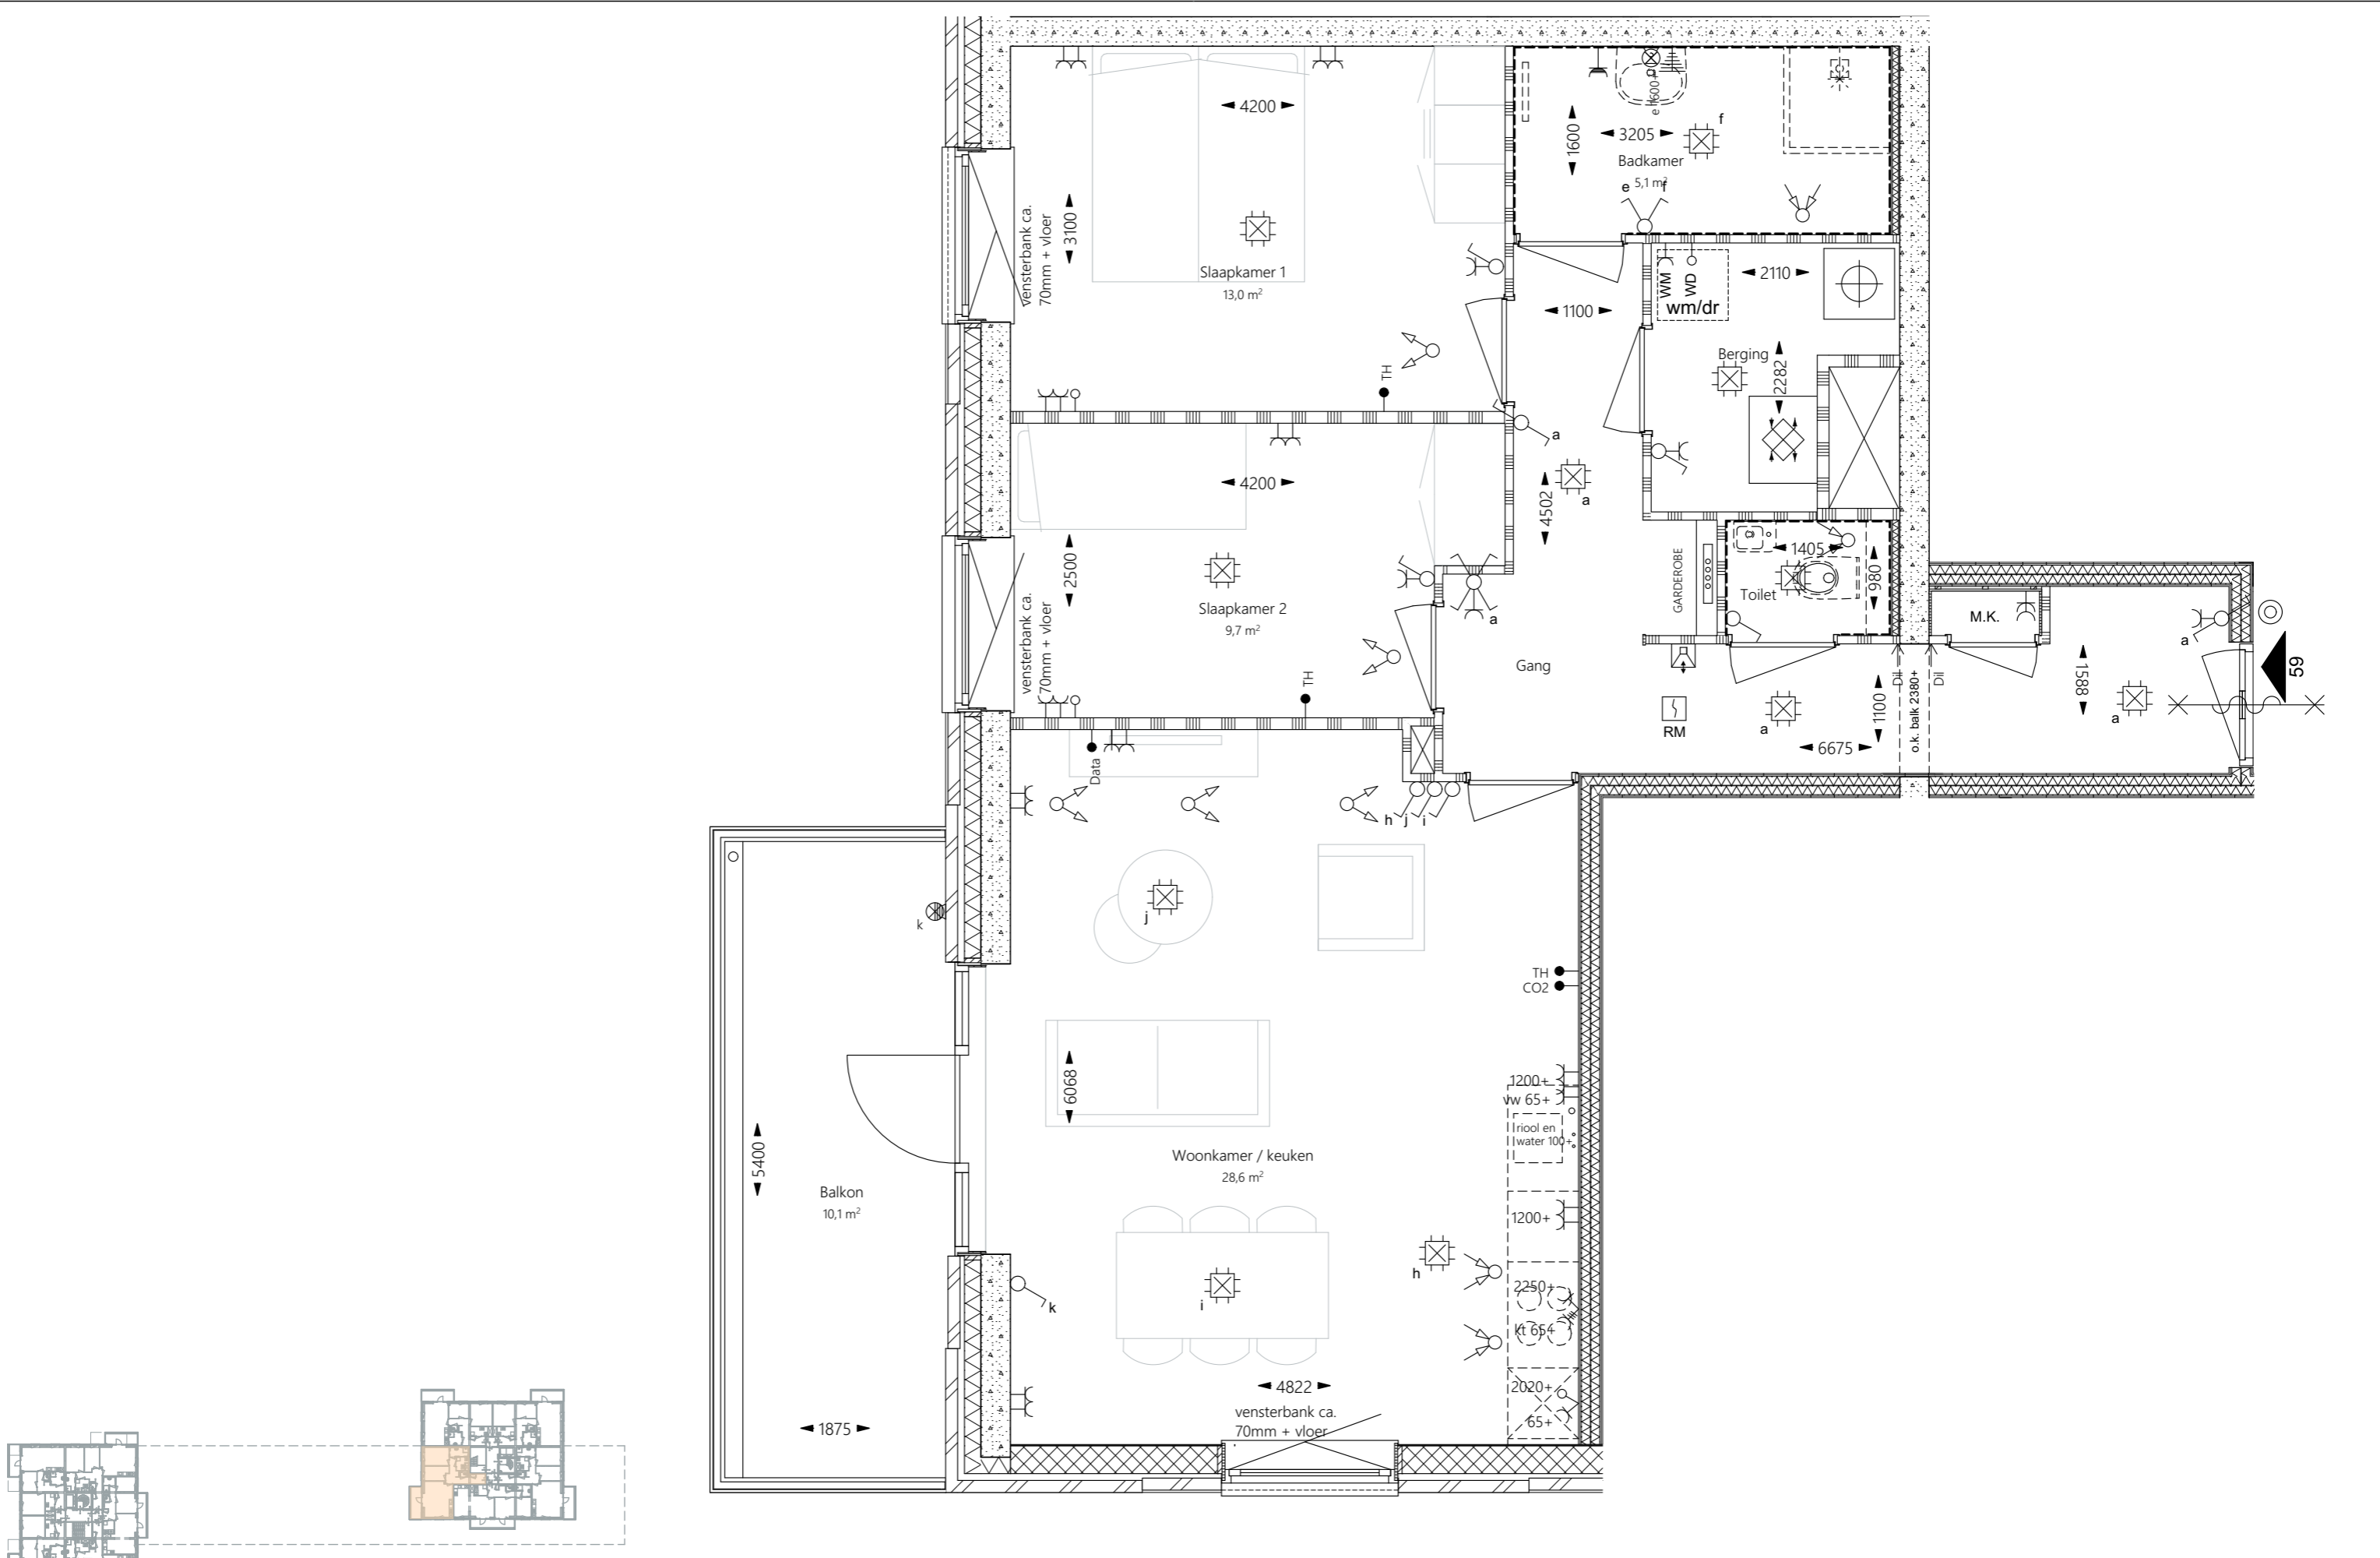 4200
3100
vensterbank ca.
70mm + vloer
Slaapkamer 1
13,0 m²
TH
1600
3205
f
Badkamer
5,1 m²
e
f
e 1600+
1100
WM
WD
wm/dr
2110
Berging
2282
a
4502
a
4200
2500
vensterbank ca.
70mm + vloer
Slaapkamer 2
9,7 m²
TH
a
GARDEROBE
1405
980
Toilet
M.K.
a
59
Gang
RM
a
6675
1100
Dil
o.k. balk 2380+
Dil
1588
a
Data
h
j
i
j
k
TH
CO2
6068
1200+
vw 65+
riool en
water 100+
Woonkamer / keuken
28,6 m²
5400
Balkon
10,1 m²
1200+
h
2250+
i
k
kt 65+
2020+
65+
4822
vensterbank ca.
70mm + vloer
1875